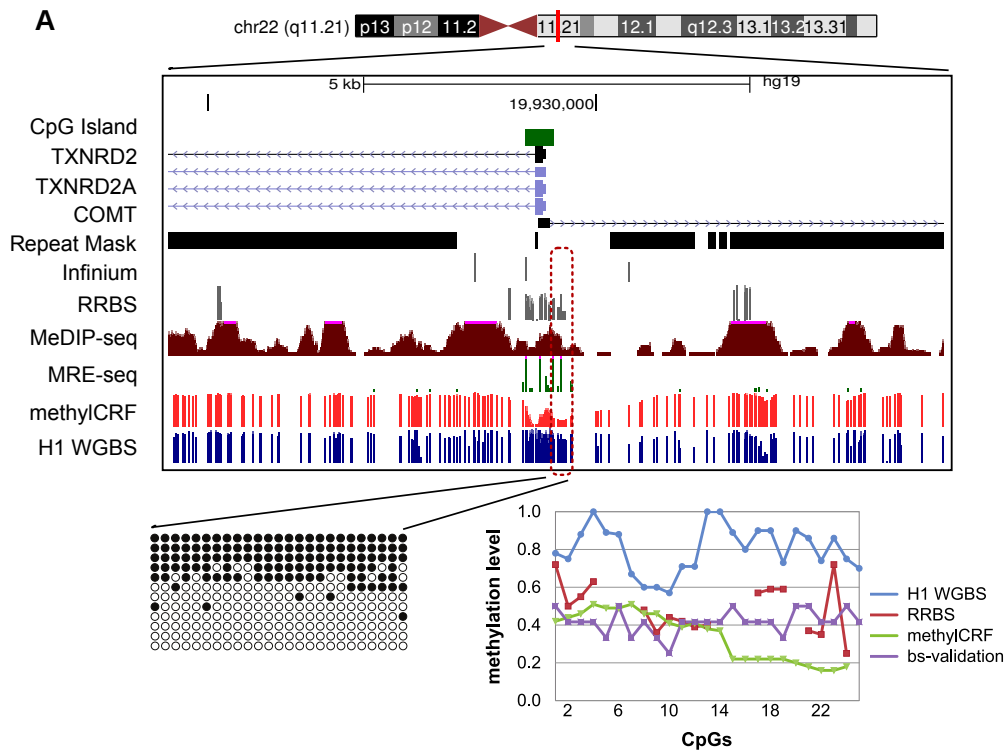 A
chr22 (q11.21) p13 p12 11.2 11 21 12.1 q12.3 13.1 13.2 13.31
5 kb hg19
19,930,000
CpG Island
TXNRD2
TXNRD2A
COMT
Repeat Mask
Infinium
RRBS
MeDIP-seq
MRE-seq
methylCRF
H1 WGBS
methylation level
1.0
0.8
0.6
0.4
0.2
0.0
2 6 10 14 18 22
CpGs
H1 WGBS
RRBS
methylCRF
bs-validation